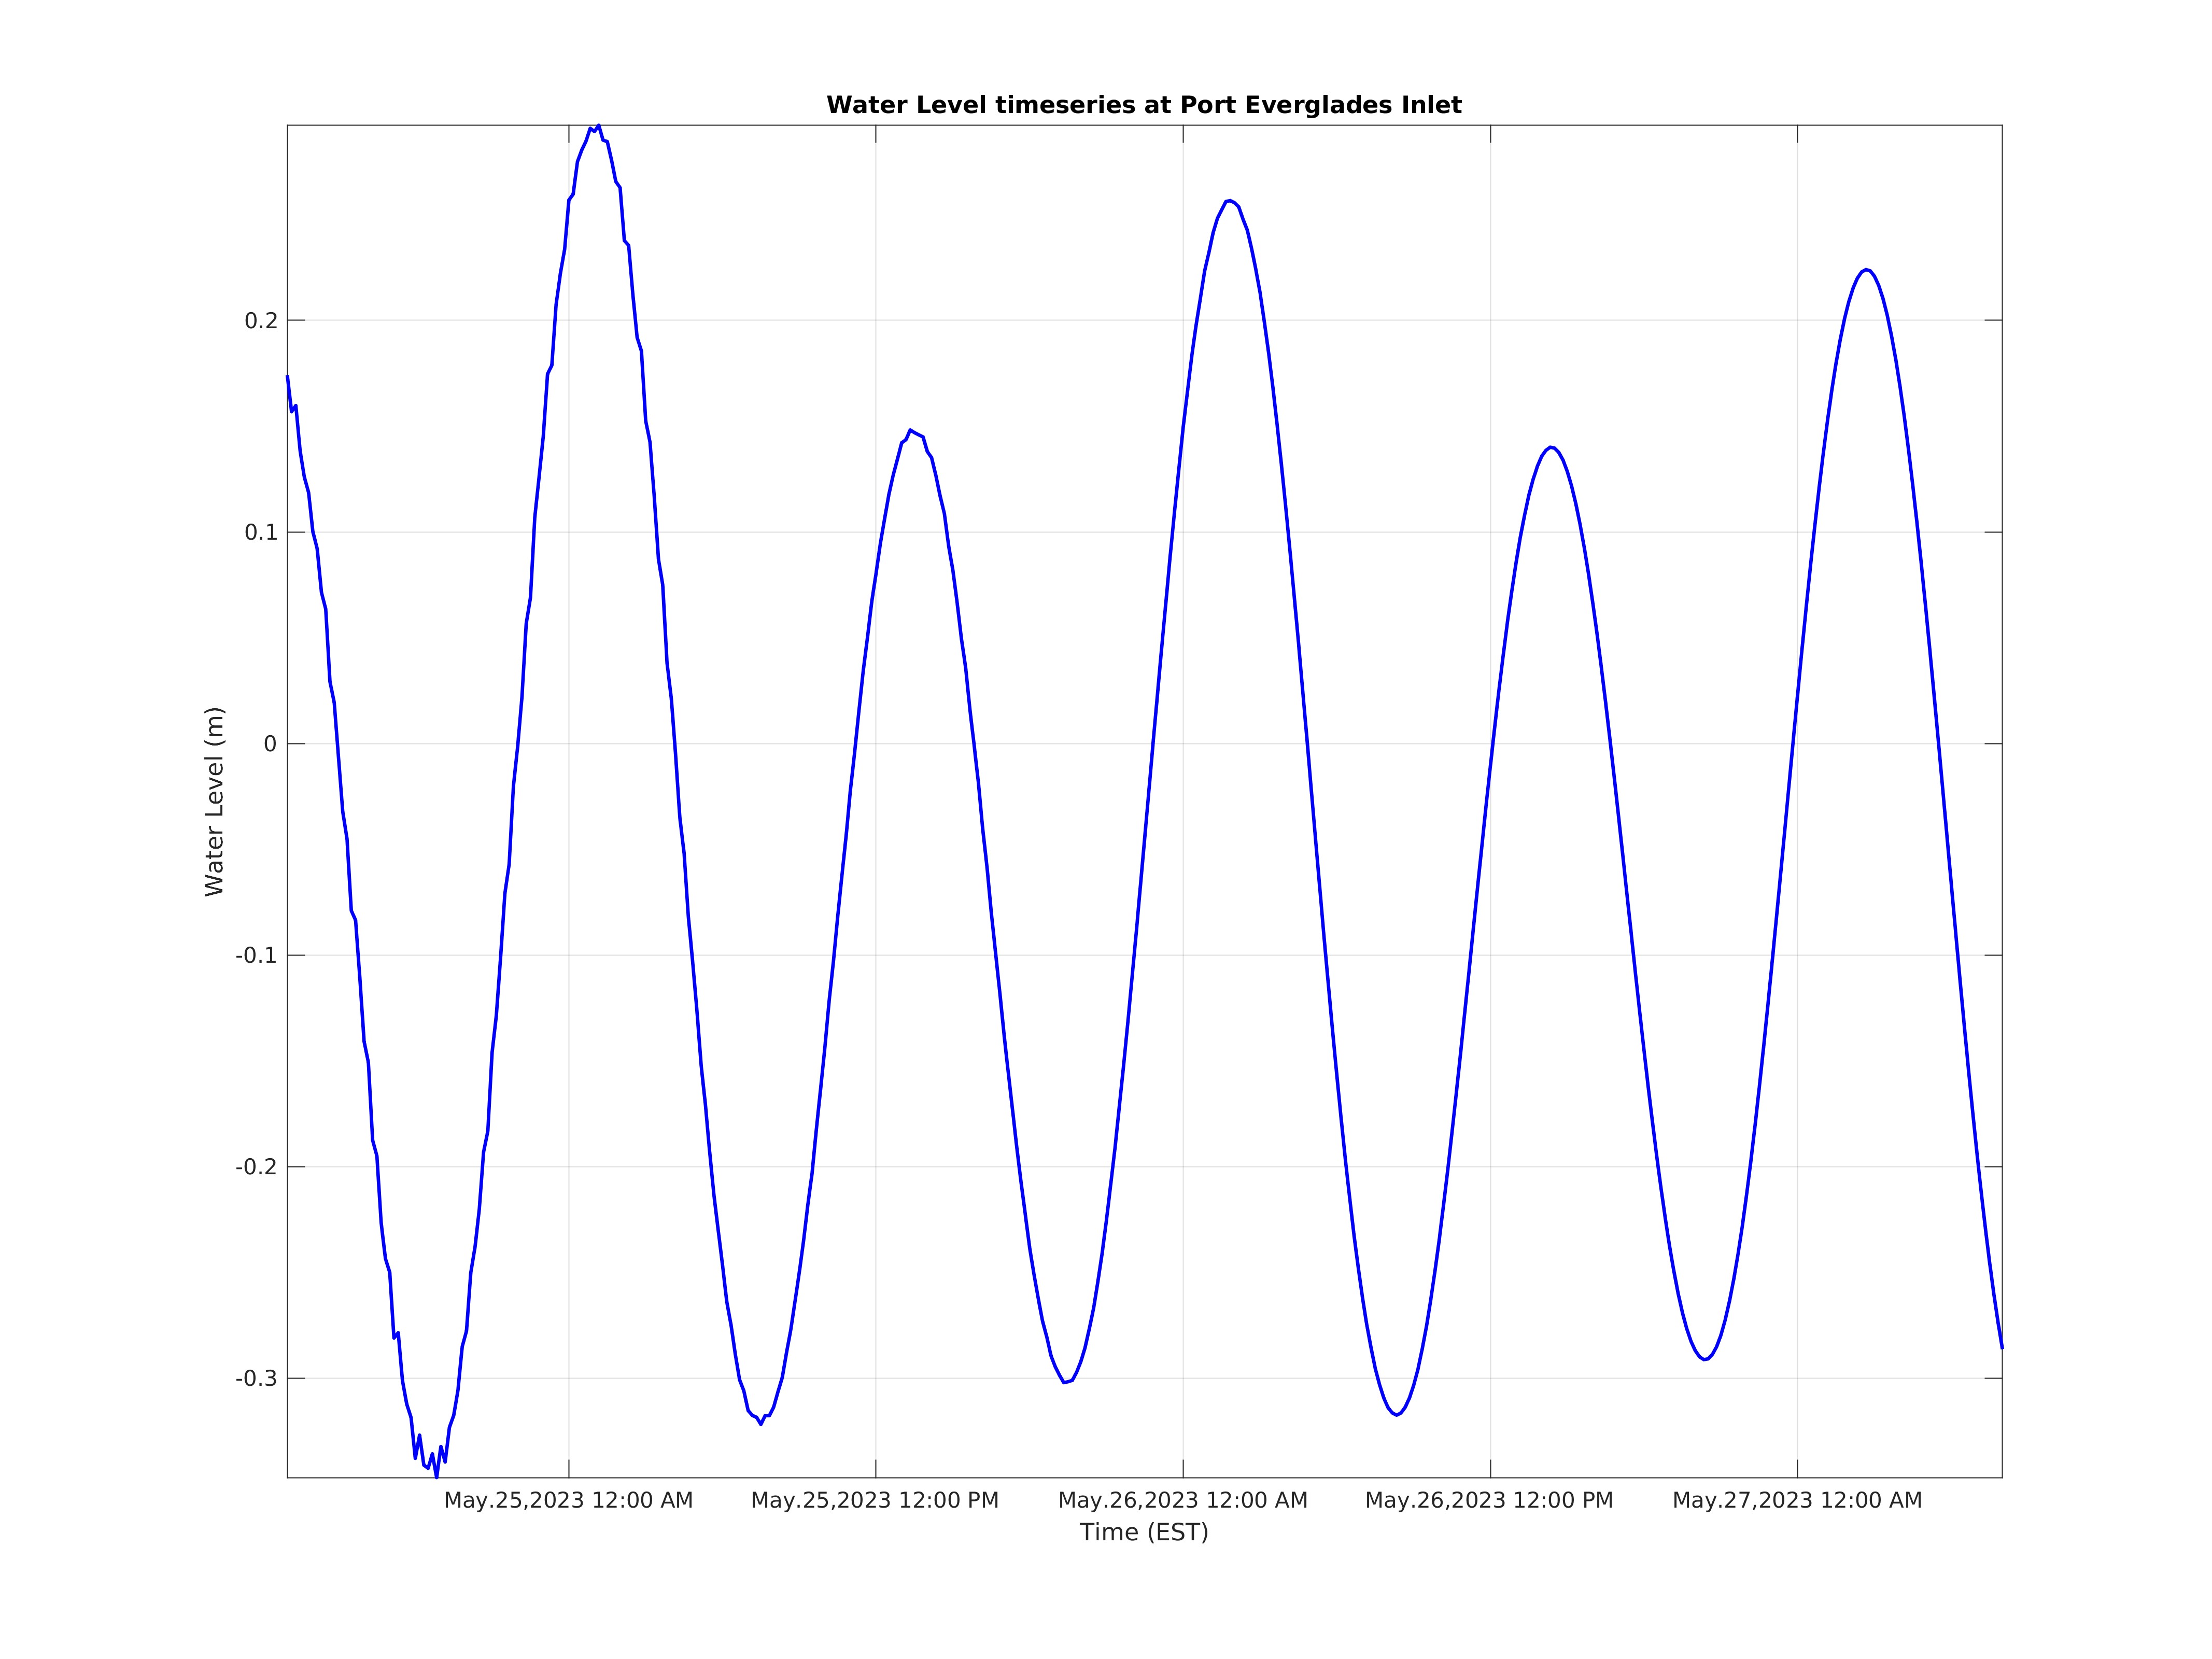 Water Level timeseries at Port Everglades Inlet
0.2
0.1
0
-0.1
-0.2
-0.3
Water Level (m)
May.25,2023 12:00 AM
May.25,2023 12:00 PM
May.26,2023 12:00 AM
May.26,2023 12:00 PM
May.27,2023 12:00 AM
Time (EST)